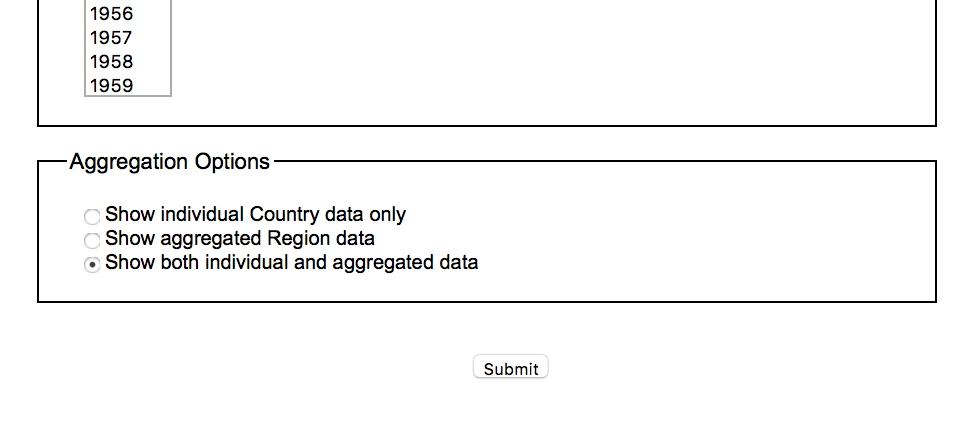 1956
1957
1958
1959
Aggregation Options
Show individual Country data only
Show aggregated Region data
Show both individual and aggregated data
Submit